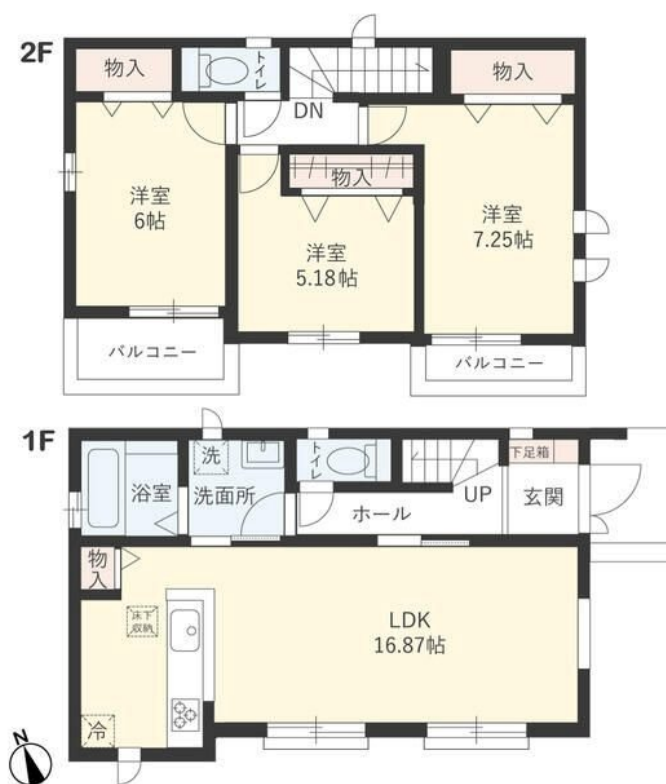 2F
物入
トイレ
DN
物入
洋室
6帖
物入
洋室
5.18帖
洋室
7.25帖
バルコニー
バルコニー
1F
浴室
洗
洗面所
トイレ
ホール
UP
下足箱
玄関
物入
床下
収納
冷
LDK
16.87帖
N